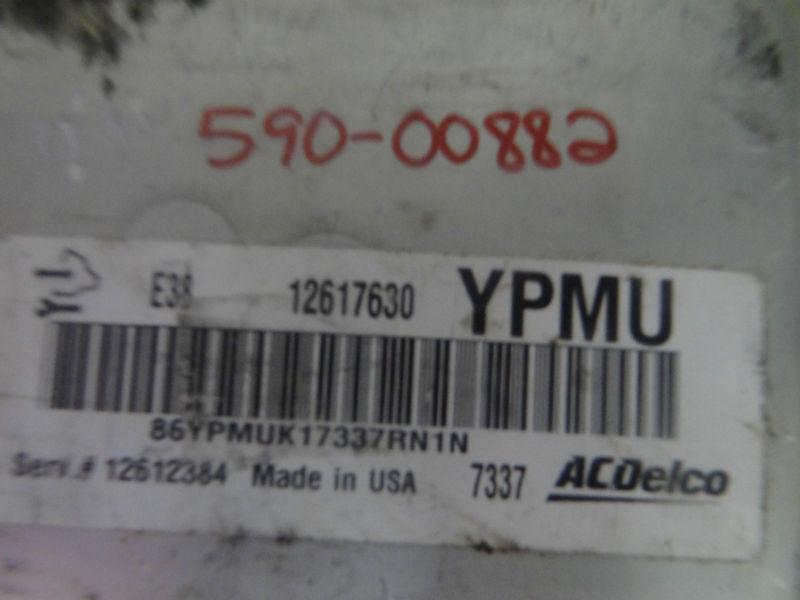 590-00882
E38 12617630 YPMU
86YPMUK17337RN1N
Serv.# 12612384 Made in USA 7337 ACDelco